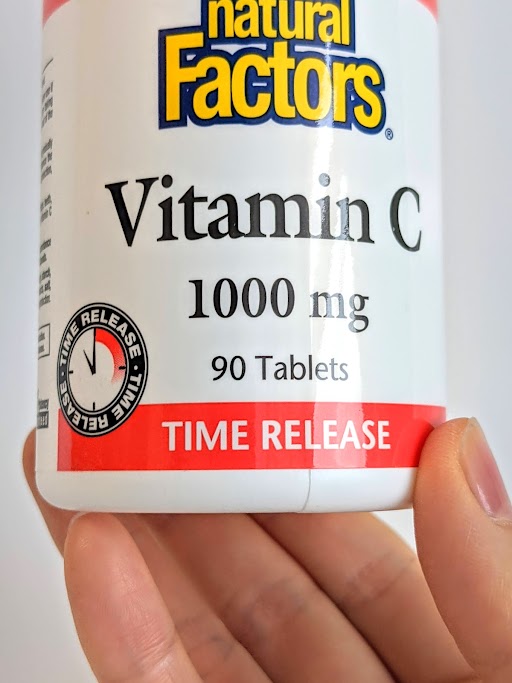 natural
Factors®
Vitamin C
1000 mg
90 Tablets
TIME RELEASE · TIME RELEASE ·
TIME RELEASE